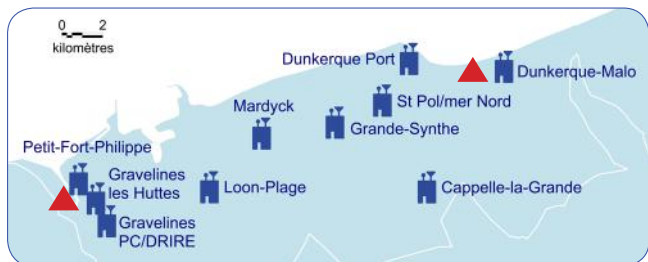 0 2
kilomètres
Dunkerque Port
Dunkerque-Malo
St Pol/mer Nord
Mardyck
Grande-Synthe
Petit-Fort-Philippe
Gravelines
les Huttes
Loon-Plage
Cappelle-la-Grande
Gravelines
PC/DRIRE